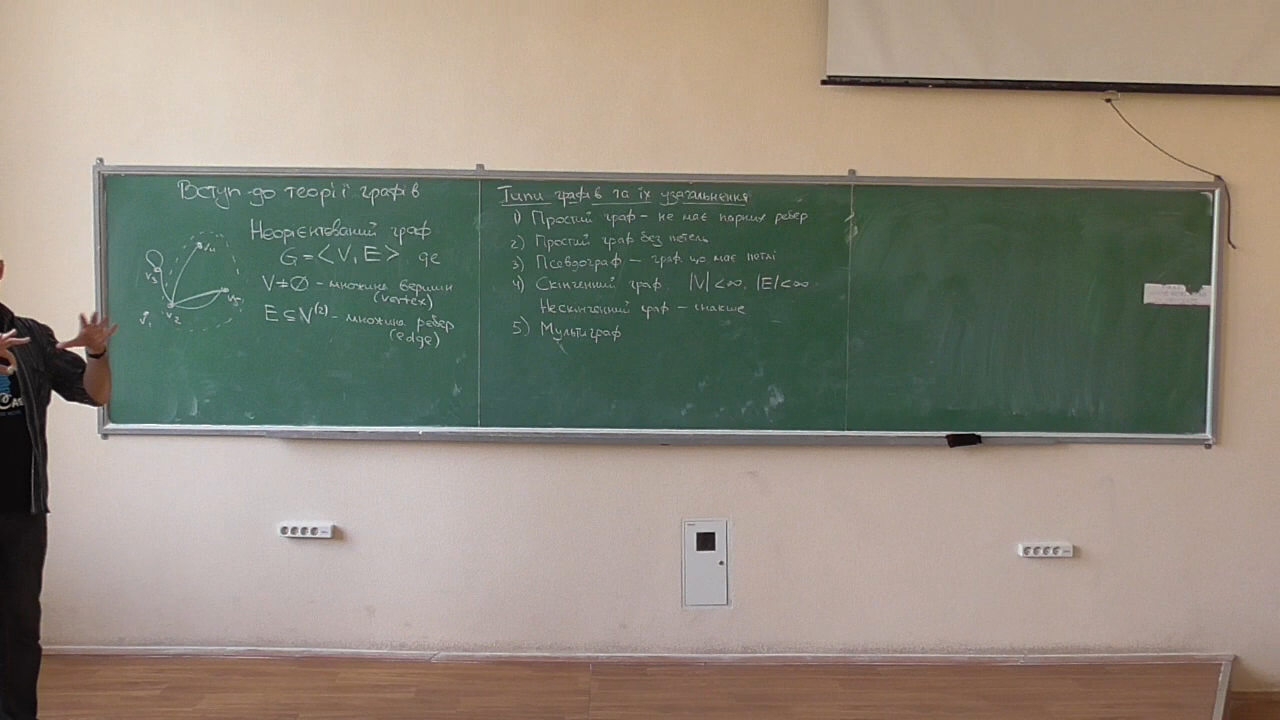 Вступ до теорії графів
Неорієнтований граф
G = <V, E>, де
V ≠ ∅ - множина вершин
(vertex)
E ⊆ V⁽²⁾ - множина ребер
(edge)
V₄
V₃
V₅
V₂
V₁
Типи графів та їх узагальнення
1) Простий граф - не має парних ребер
2) Простий граф без петель
3) Псевдограф - граф, що має петлі
4) Скінченний граф. |V| < ∞, |E| < ∞
Нескінченний граф - інакше
5) Мультиграф